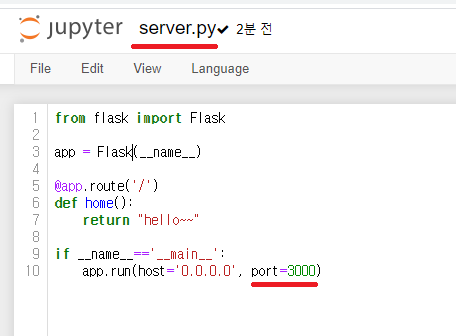 jupyter server.py✔ 2분 전
File Edit View Language
1 from flask import Flask
2
3 app = Flask(__name__)
4
5 @app.route('/')
6 def home():
7     return "hello~~"
8
9 if __name__=='__main__':
10     app.run(host='0.0.0.0', port=3000)